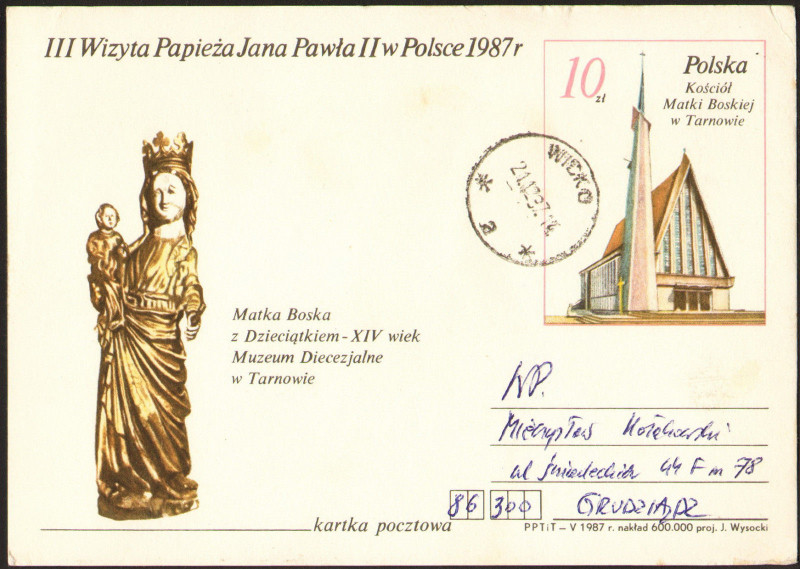 III Wizyta Papieża Jana Pawła II w Polsce 1987 r
10 zł
Polska
Kościół
Matki Boskiej
w Tarnowie
WICKO
a
Matka Boska
z Dzieciątkiem - XIV wiek
Muzeum Diecezjalne
w Tarnowie
WP.
Mieczysław
ul Śniadeckich 44 F m 78
86 300 GRUDZIĄDZ
kartka pocztowa
PPTiT – V 1987 r. nakład 600.000 proj. J. Wysocki